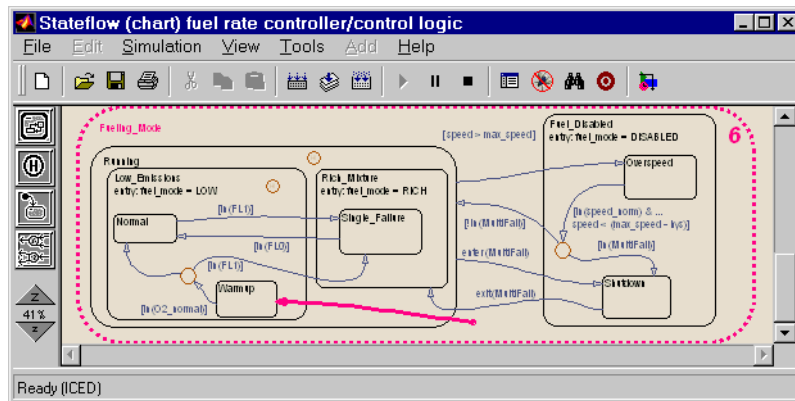 Stateflow (chart) fuel rate controller/control logic
File Edit Simulation View Tools Add Help
Fueling_Mode
[speed > max_speed]
Fuel_Disabled
entry: fuel_mode = DISABLED
6
Running
Low_Emissions
entry: fuel_mode = LOW
Rich_Mixture
entry: fuel_mode = RICH
Overspeed
Normal
[in(FL1)]
Single_Failure
[!in(MultiFail)]
[in(speed_norm) & ...
speed < (max_speed - hys)]
[in(FL0)]
enter(MultiFail)
[in(MultiFail)]
[in(FL1)]
Warmup
exit(MultiFail)
Shutdown
[in(O2_normal)]
Z
41%
z
Ready (ICED)